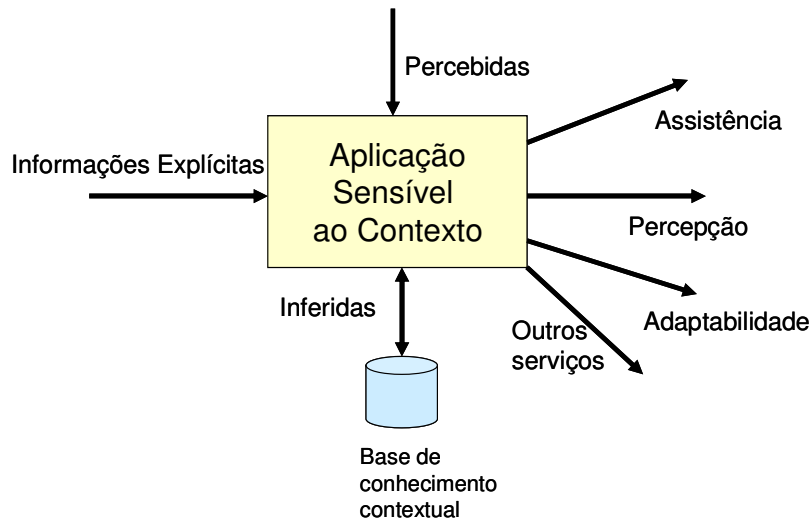 Percebidas
Assistência
Informações Explícitas
Aplicação
Sensível
ao Contexto
Percepção
Inferidas
Adaptabilidade
Outros
serviços
Base de
conhecimento
contextual